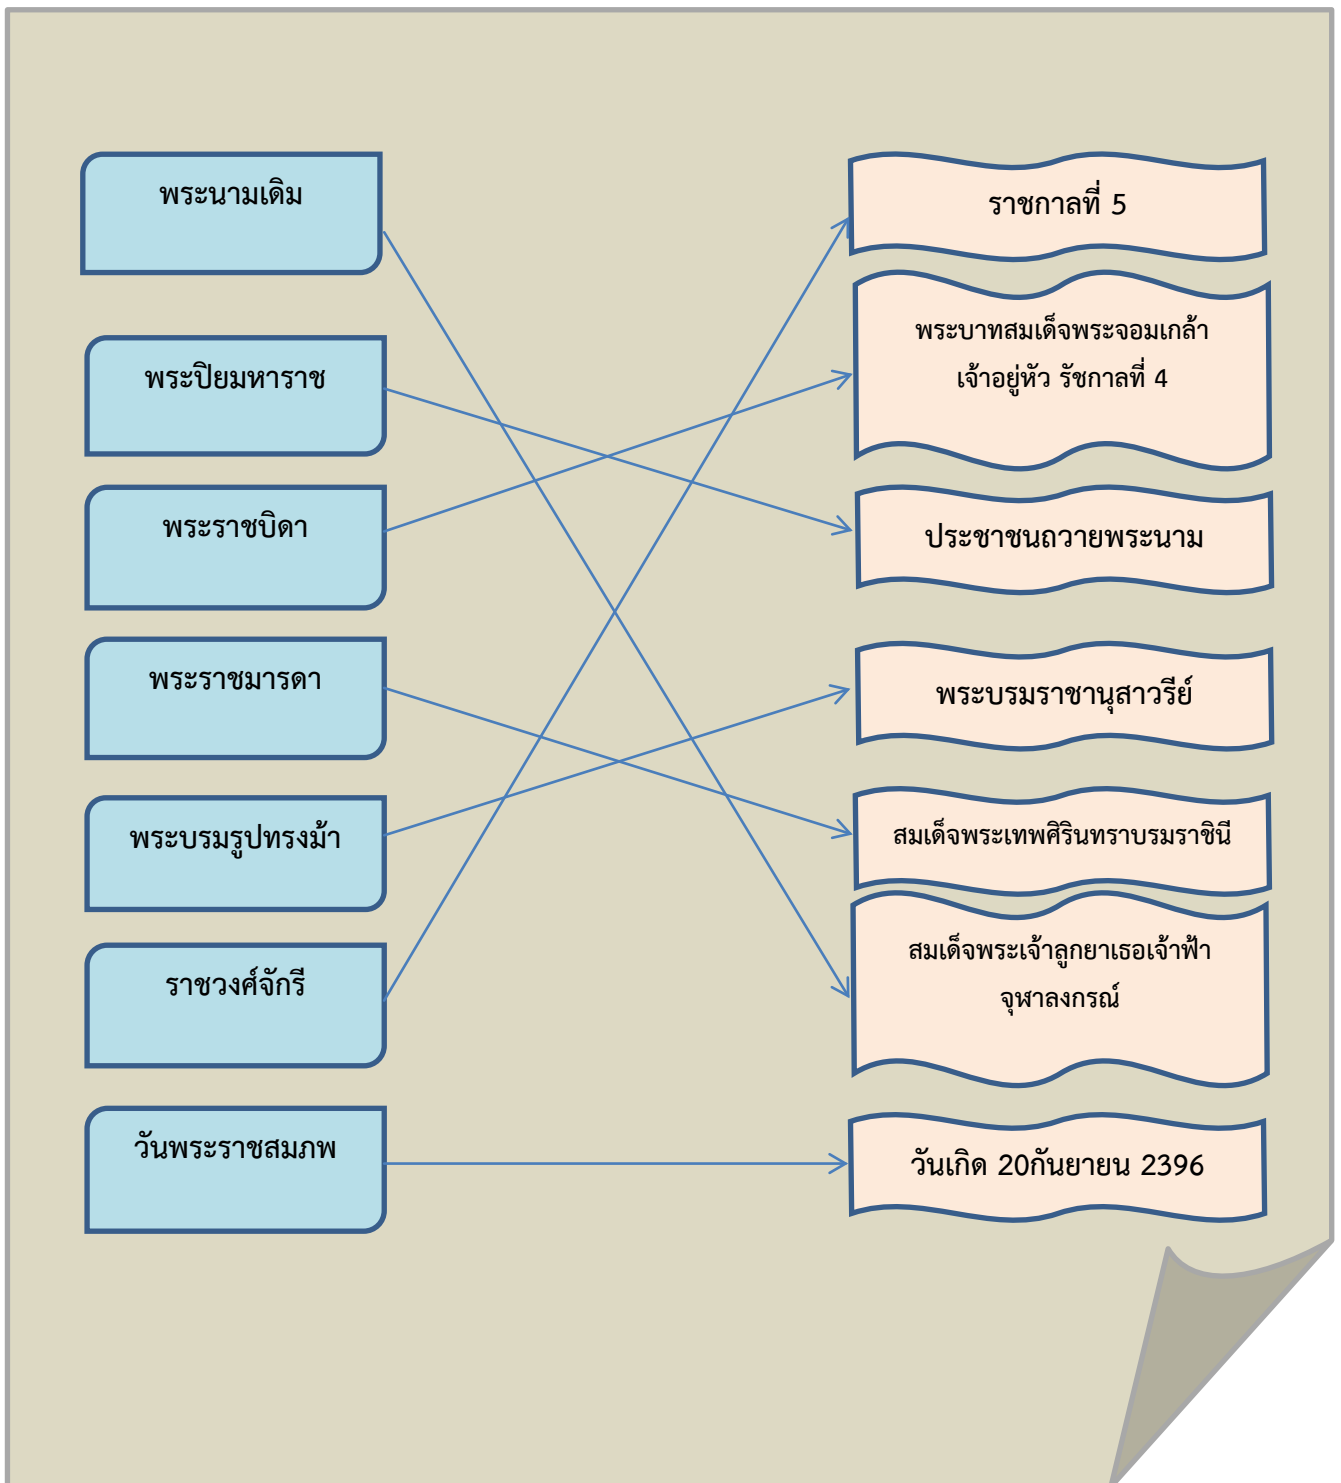 พระนามเดิม
พระปิยมหาราช
พระราชบิดา
พระราชมารดา
พระบรมรูปทรงม้า
ราชวงศ์จักรี
วันพระราชสมภพ
ราชกาลที่ 5
พระบาทสมเด็จพระจอมเกล้า
เจ้าอยู่หัว รัชกาลที่ 4
ประชาชนถวายพระนาม
พระบรมราชานุสาวรีย์
สมเด็จพระเทพศิรินทราบรมราชินี
สมเด็จพระเจ้าลูกยาเธอเจ้าฟ้า
จุฬาลงกรณ์
วันเกิด 20กันยายน 2396